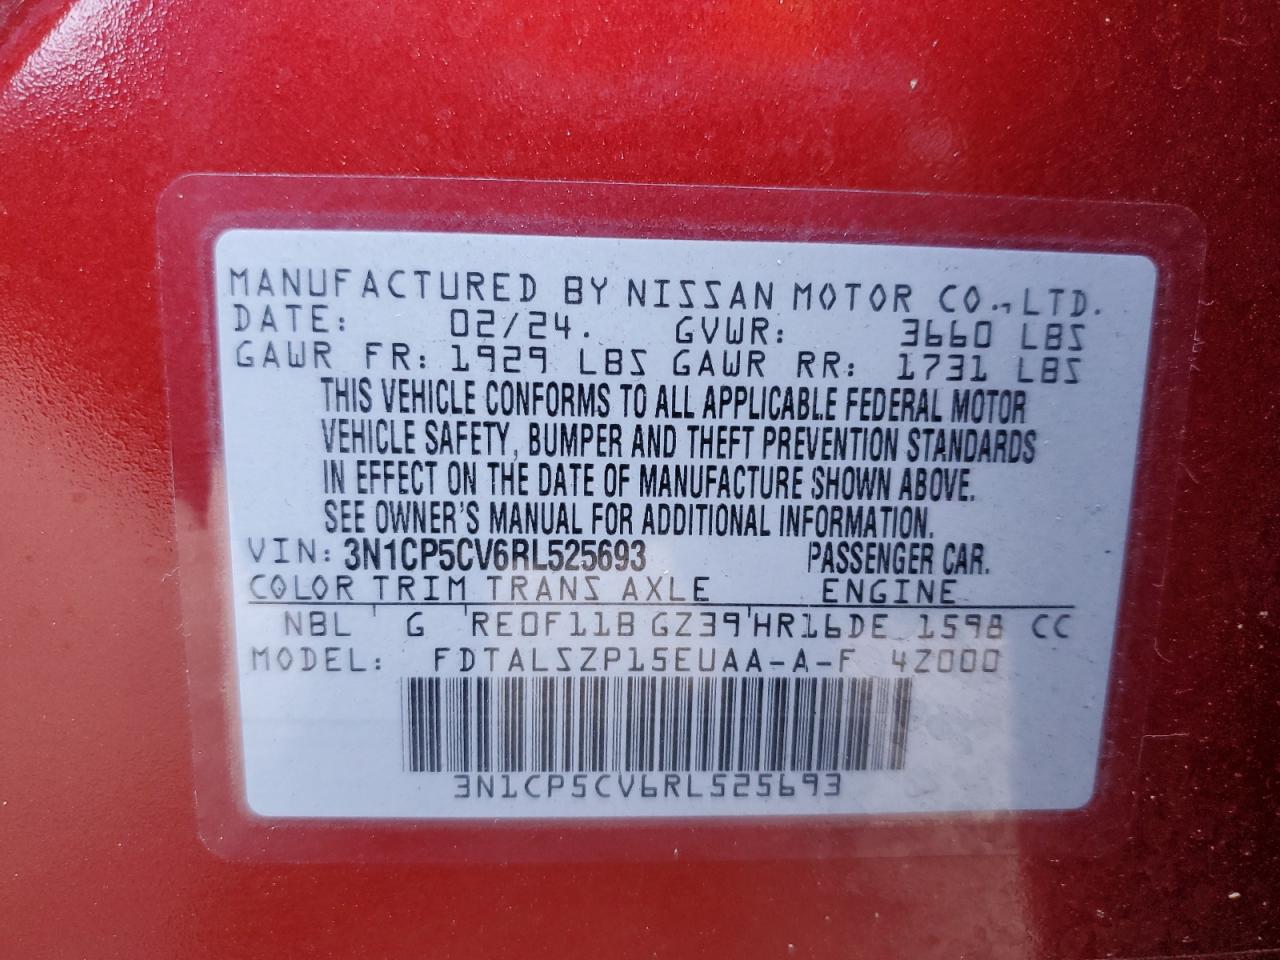 MANUFACTURED BY NISSAN MOTOR CO.,LTD.
DATE: 02/24. GVWR: 3660 LBS
GAWR FR: 1929 LBS GAWR RR: 1731 LBS
THIS VEHICLE CONFORMS TO ALL APPLICABLE FEDERAL MOTOR
VEHICLE SAFETY, BUMPER AND THEFT PREVENTION STANDARDS
IN EFFECT ON THE DATE OF MANUFACTURE SHOWN ABOVE.
SEE OWNER'S MANUAL FOR ADDITIONAL INFORMATION.
VIN: 3N1CP5CV6RL525693 PASSENGER CAR.
COLOR TRIM TRANS AXLE ENGINE
NBL G RE0F11B GZ39 HR16DE 1598 CC
MODEL: FDTALSZP15EUAA-A-F 4Z000
3N1CP5CV6RL525693